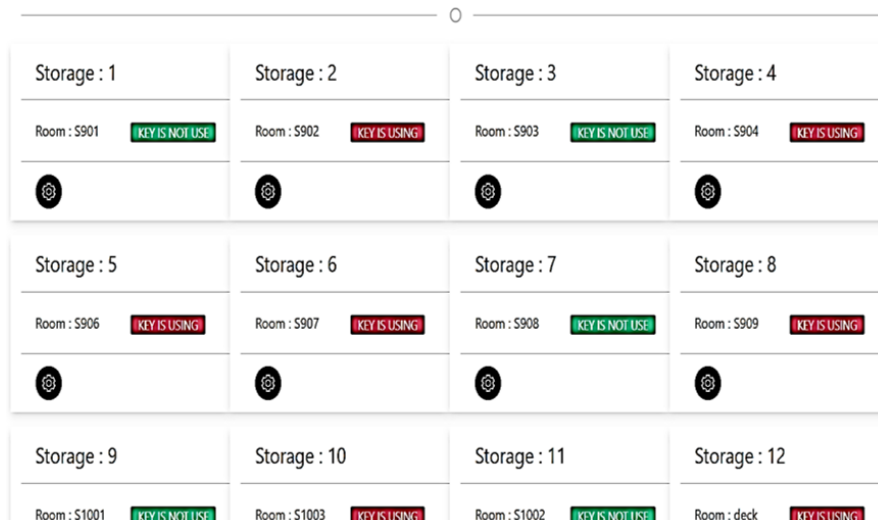 Storage : 1 Storage : 2 Storage : 3 Storage : 4
Room : S901 KEY IS NOT USE Room : S902 KEY IS USING Room : S903 KEY IS NOT USE Room : S904 KEY IS USING
Storage : 5 Storage : 6 Storage : 7 Storage : 8
Room : S906 KEY IS USING Room : S907 KEY IS USING Room : S908 KEY IS NOT USE Room : S909 KEY IS USING
Storage : 9 Storage : 10 Storage : 11 Storage : 12
Room : S1001 KEY IS NOT USE Room : S1003 KEY IS USING Room : S1002 KEY IS NOT USE Room : deck KEY IS USING